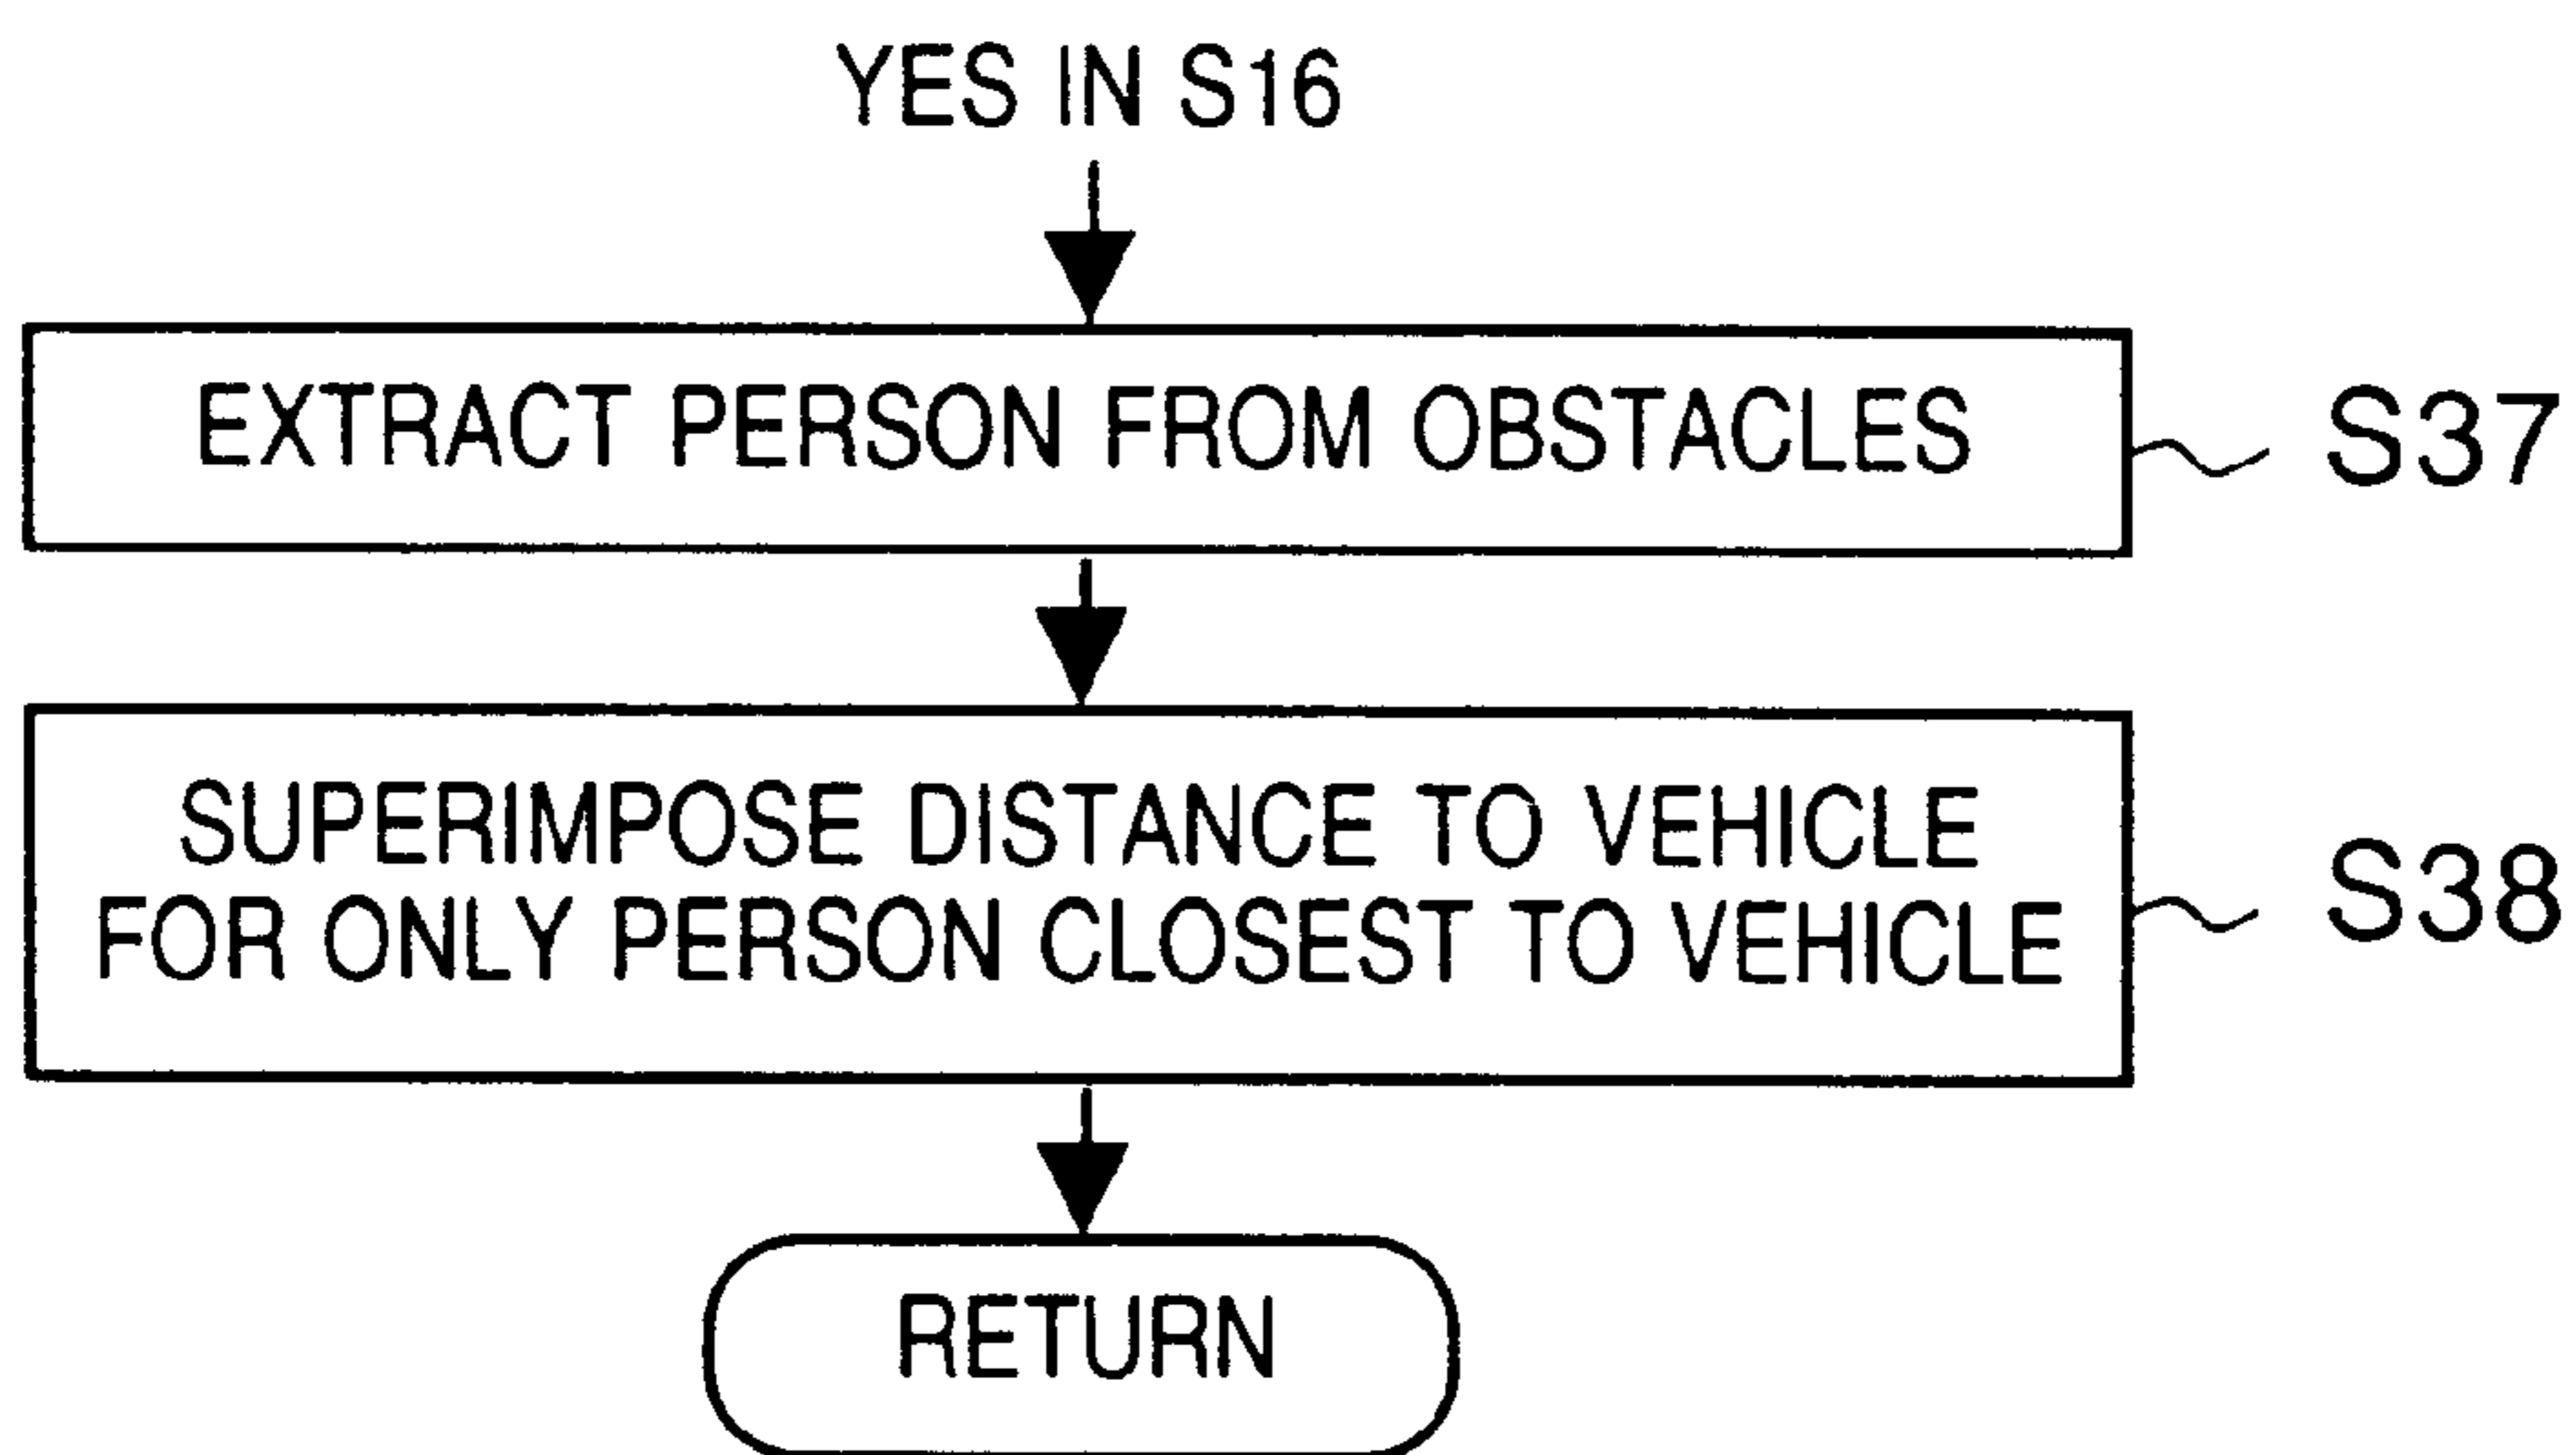 YES IN S16
EXTRACT PERSON FROM OBSTACLES
S37
SUPERIMPOSE DISTANCE TO VEHICLE
FOR ONLY PERSON CLOSEST TO VEHICLE
S38
RETURN